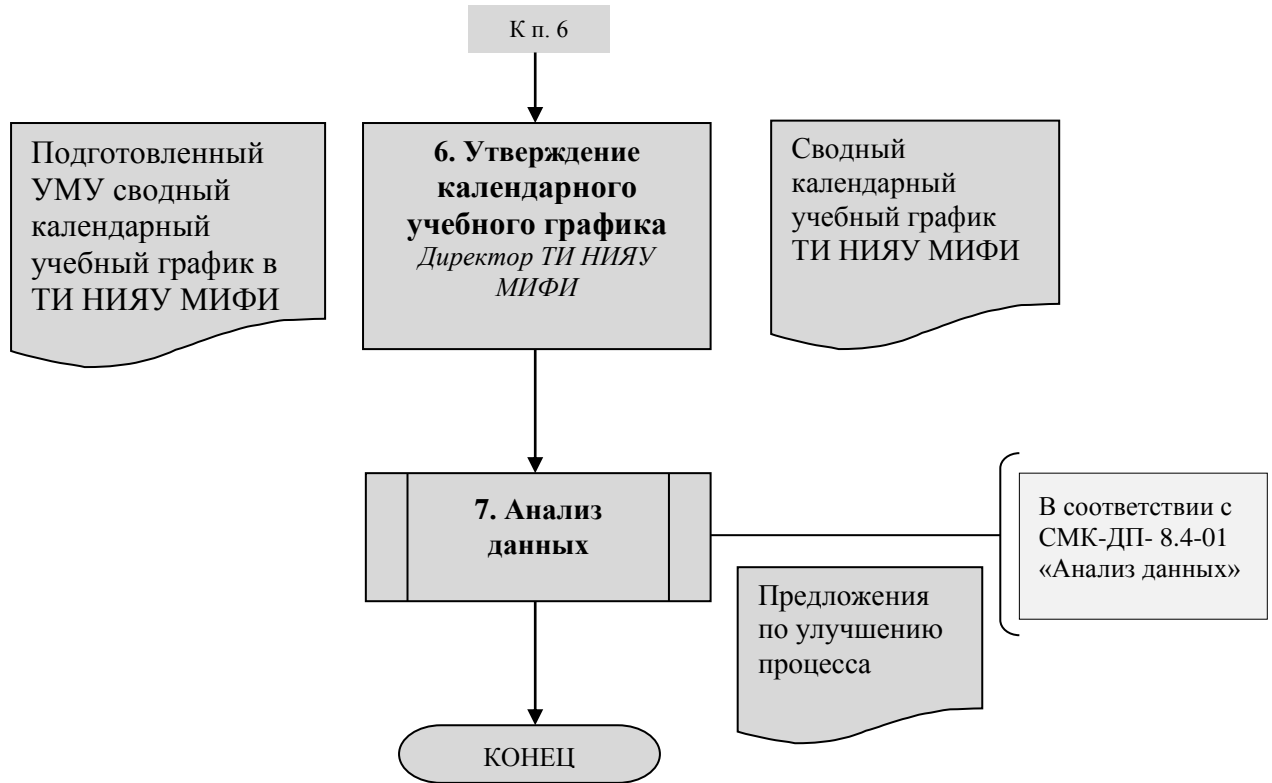 К п. 6
Подготовленный
УМУ сводный
календарный
учебный график в
ТИ НИЯУ МИФИ
6. Утверждение
календарного
учебного графика
Директор ТИ НИЯУ
МИФИ
Сводный
календарный
учебный график
ТИ НИЯУ МИФИ
7. Анализ
данных
В соответствии с
СМК-ДП- 8.4-01
«Анализ данных»
Предложения
по улучшению
процесса
КОНЕЦ